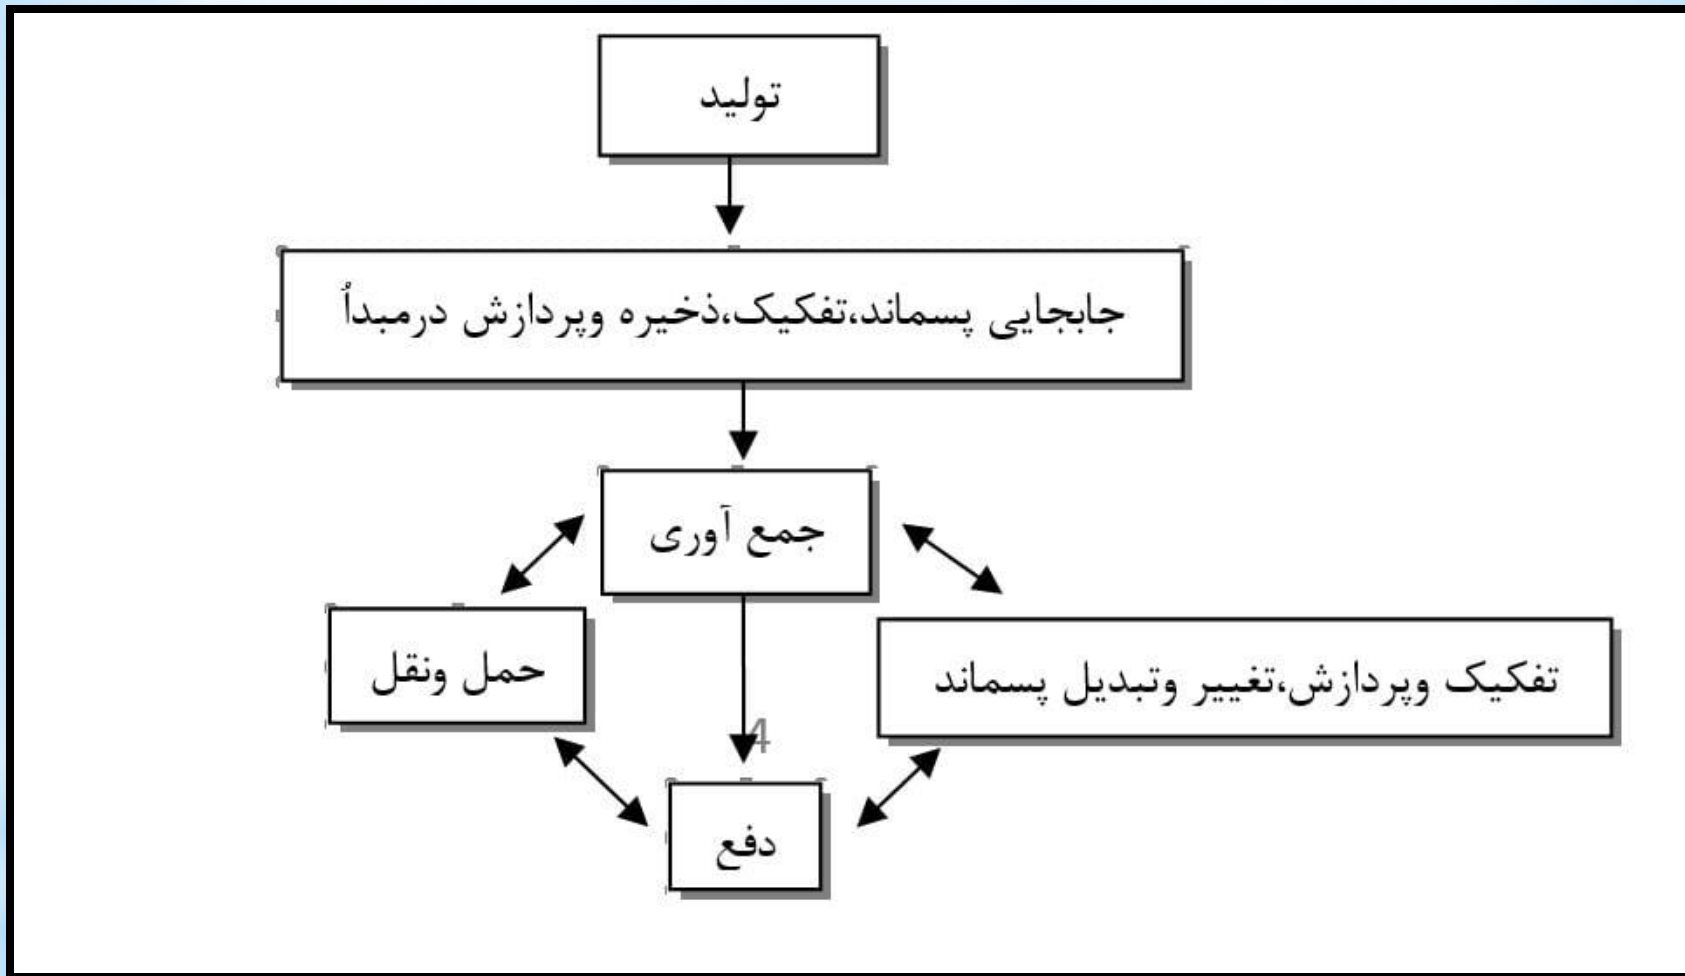 تولید
جابجایی پسماند،تفکیک،ذخیره وپردازش درمبدأ
جمع آوری
حمل ونقل
تفکیک وپردازش،تغییر وتبدیل پسماند
4
دفع